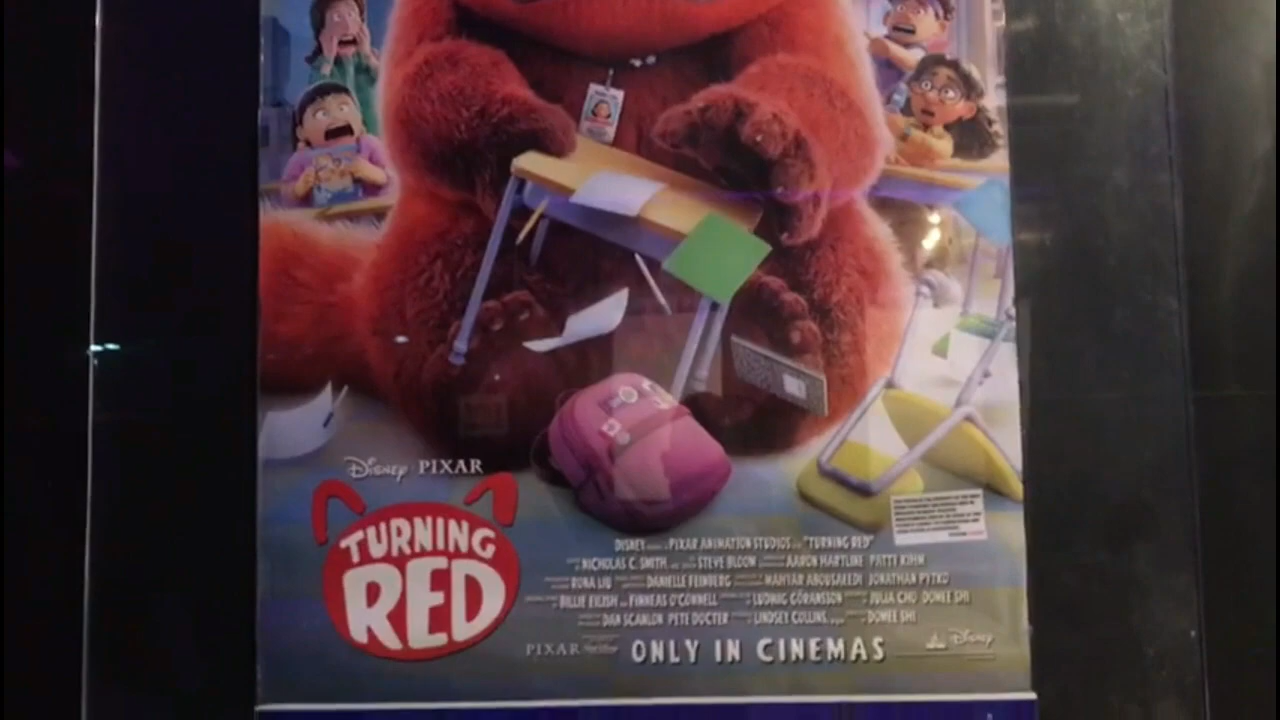 Disney PIXAR
TURNING
RED
DISNEY PIXAR ANIMATION STUDIOS "TURNING RED"
NICHOLAS C. SMITH, STEVE BLOOM AARON HARTLINE PATTI KIHM
RONA LIU DANIELLE FEINBERG MAHYAR ABOUSAEEDI JONATHAN PYTKO
BILLIE EILISH AND FINNEAS O'CONNELL LUDWIG GÖRANSSON JULIA CHO DOMEE SHI
DAN SCANLON PETE DOCTER LINDSEY COLLINS, DOMEE SHI
PIXAR ONLY IN CINEMAS Disney